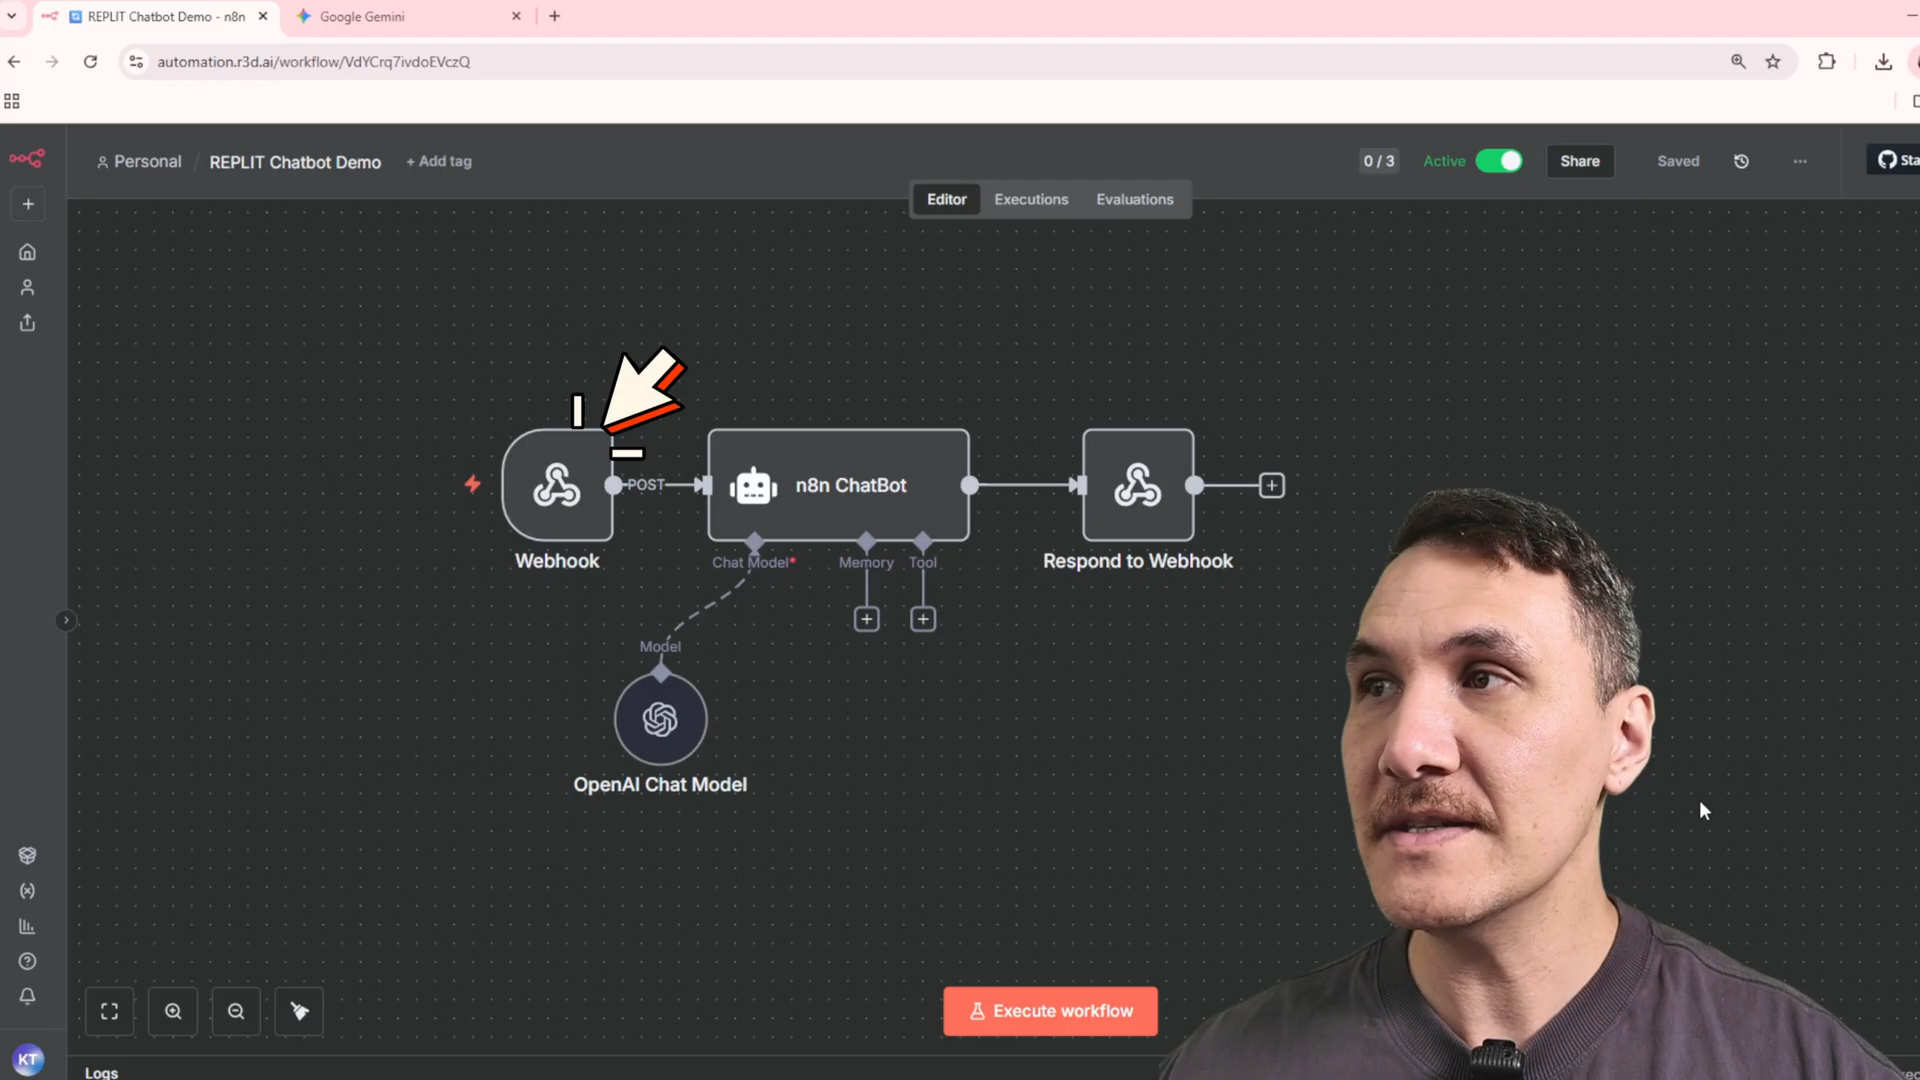 REPLIT Chatbot Demo - n8n
Google Gemini
automation.r3d.ai/workflow/VdYCrq7ivdoEVczQ
Personal / REPLIT Chatbot Demo + Add tag
0 / 3 Active Share Saved
Editor Executions Evaluations
POST
n8n ChatBot
Webhook
Chat Model*
Memory
Tool
Respond to Webhook
Model
OpenAI Chat Model
Execute workflow
KT
Logs